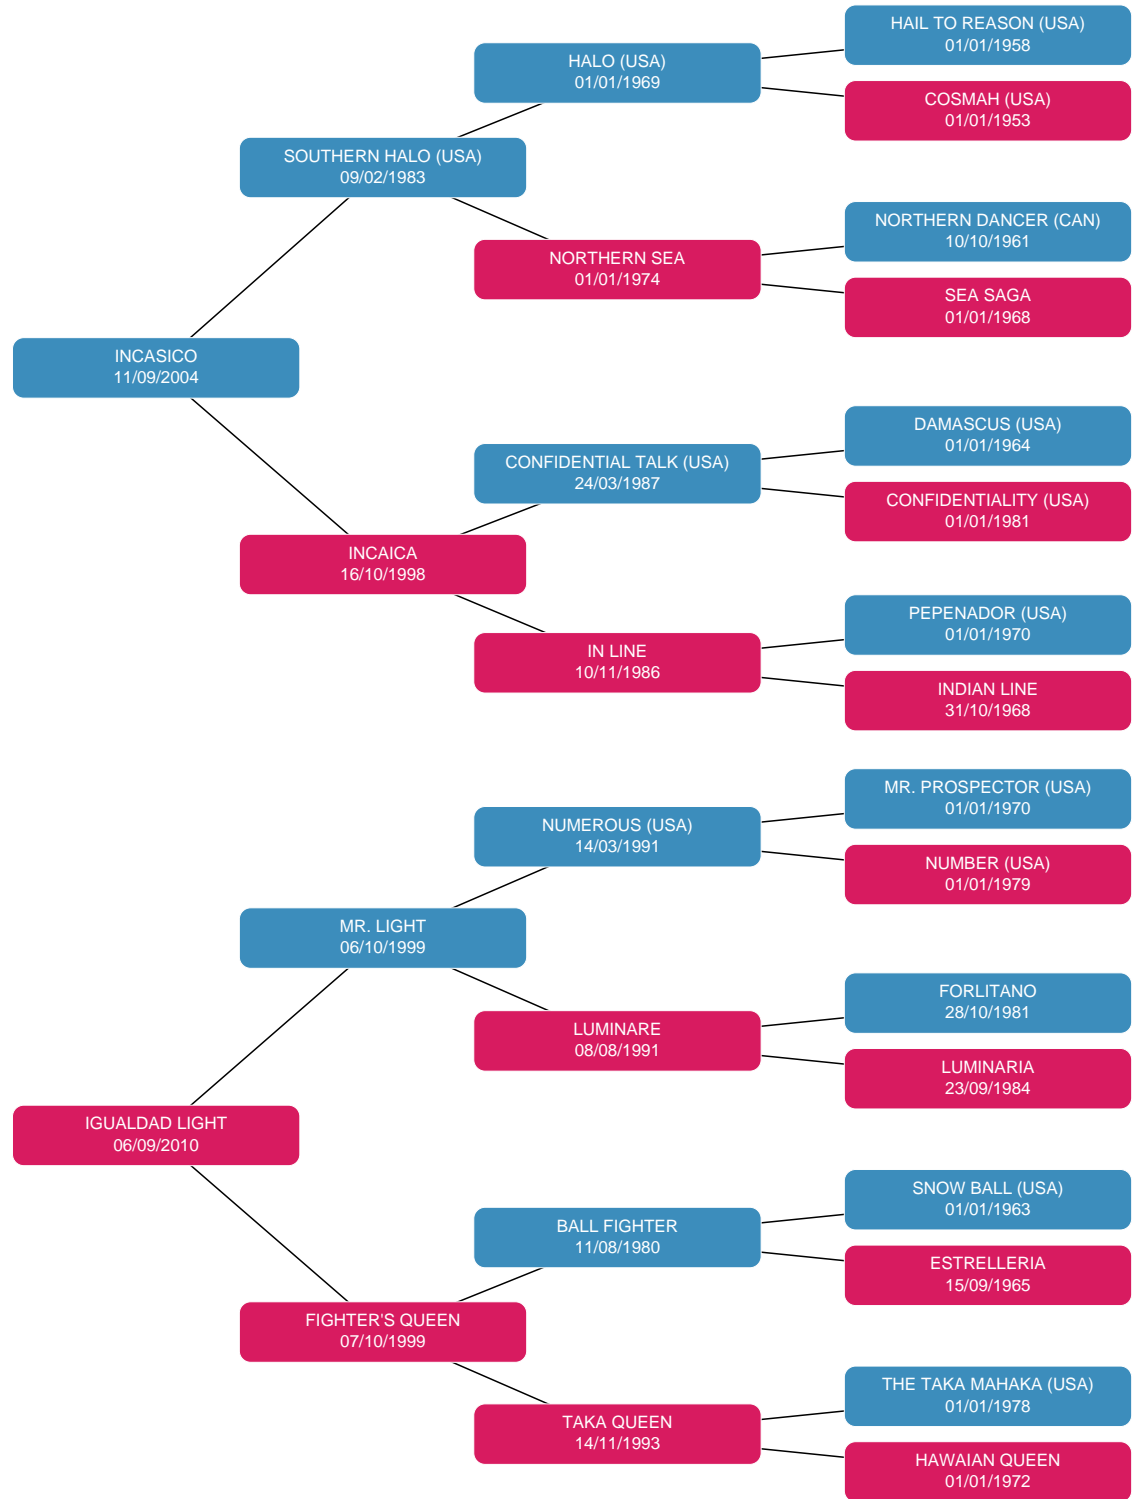 HAIL TO REASON (USA)
01/01/1958
HALO (USA)
01/01/1969
COSMAH (USA)
01/01/1953
SOUTHERN HALO (USA)
09/02/1983
NORTHERN DANCER (CAN)
10/10/1961
NORTHERN SEA
01/01/1974
SEA SAGA
01/01/1968
INCASICO
11/09/2004
DAMASCUS (USA)
01/01/1964
CONFIDENTIAL TALK (USA)
24/03/1987
CONFIDENTIALITY (USA)
01/01/1981
INCAICA
16/10/1998
PEPENADOR (USA)
01/01/1970
IN LINE
10/11/1986
INDIAN LINE
31/10/1968
MR. PROSPECTOR (USA)
01/01/1970
NUMEROUS (USA)
14/03/1991
NUMBER (USA)
01/01/1979
MR. LIGHT
06/10/1999
FORLITANO
28/10/1981
LUMINARE
08/08/1991
LUMINARIA
23/09/1984
IGUALDAD LIGHT
06/09/2010
SNOW BALL (USA)
01/01/1963
BALL FIGHTER
11/08/1980
ESTRELLERIA
15/09/1965
FIGHTER'S QUEEN
07/10/1999
THE TAKA MAHAKA (USA)
01/01/1978
TAKA QUEEN
14/11/1993
HAWAIAN QUEEN
01/01/1972